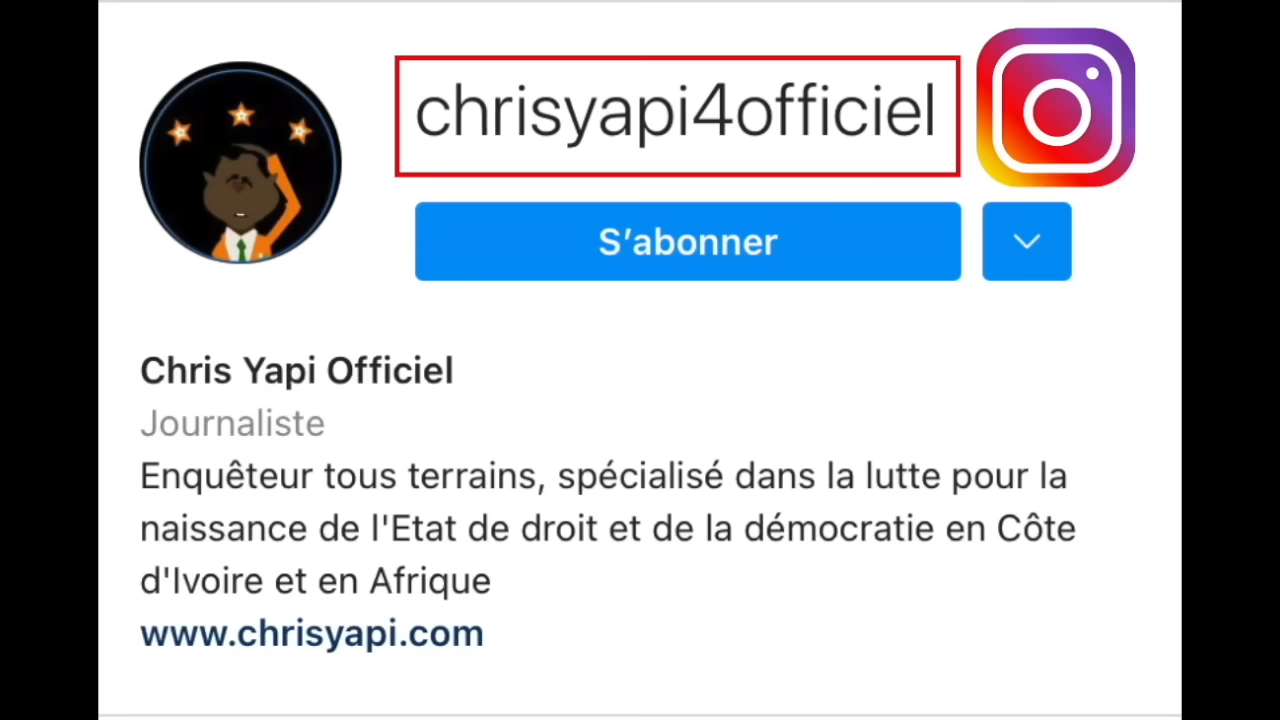 chrisyapi4officiel
S'abonner
Chris Yapi Officiel
Journaliste
Enquêteur tous terrains, spécialisé dans la lutte pour la
naissance de l'Etat de droit et de la démocratie en Côte
d'Ivoire et en Afrique
www.chrisyapi.com